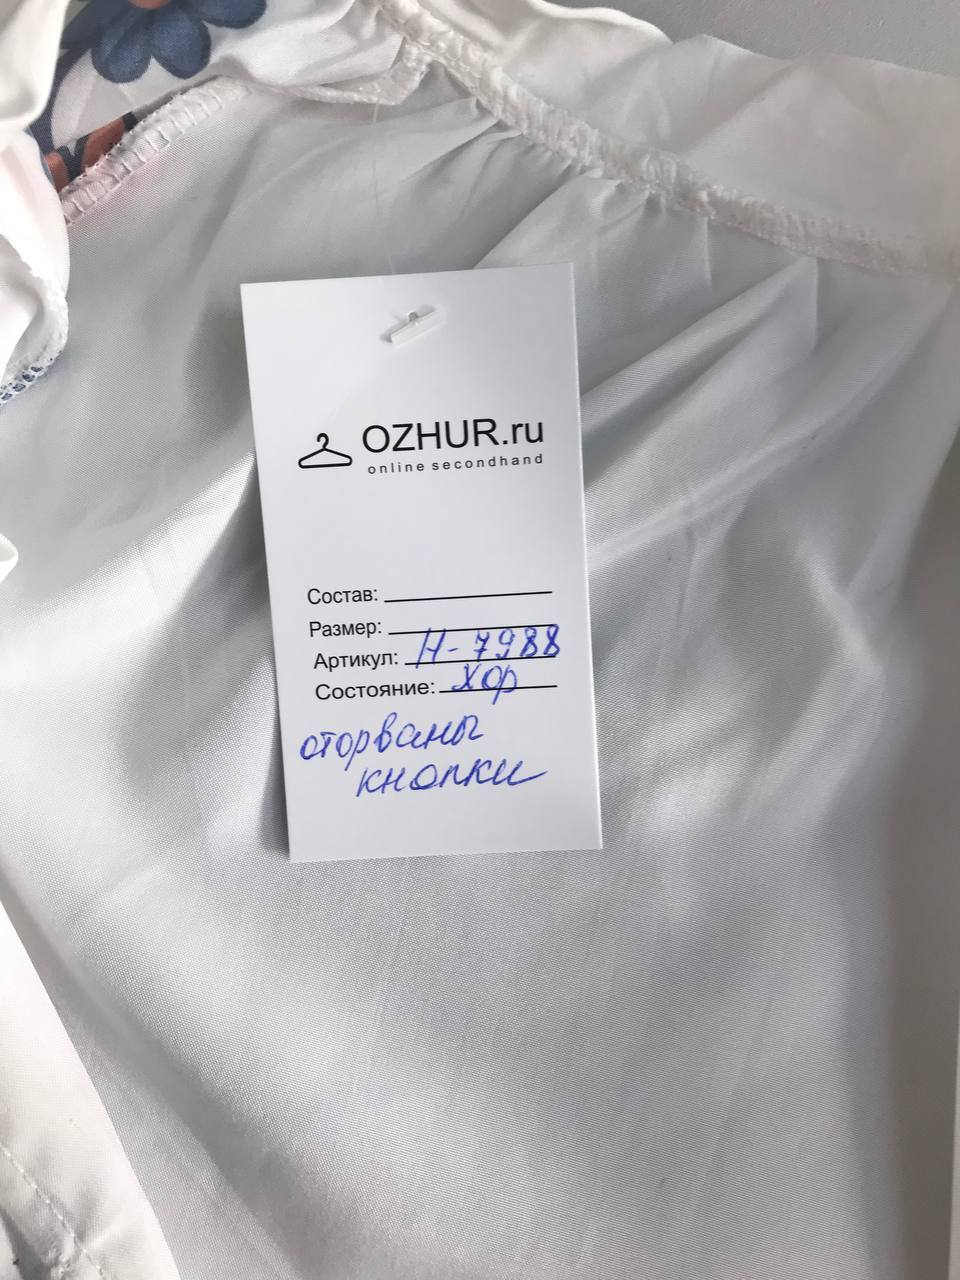 OZHUR.ru
online secondhand
Состав:
Размер:
Артикул: Н-7988
Состояние: хор
оторваны
кнопки